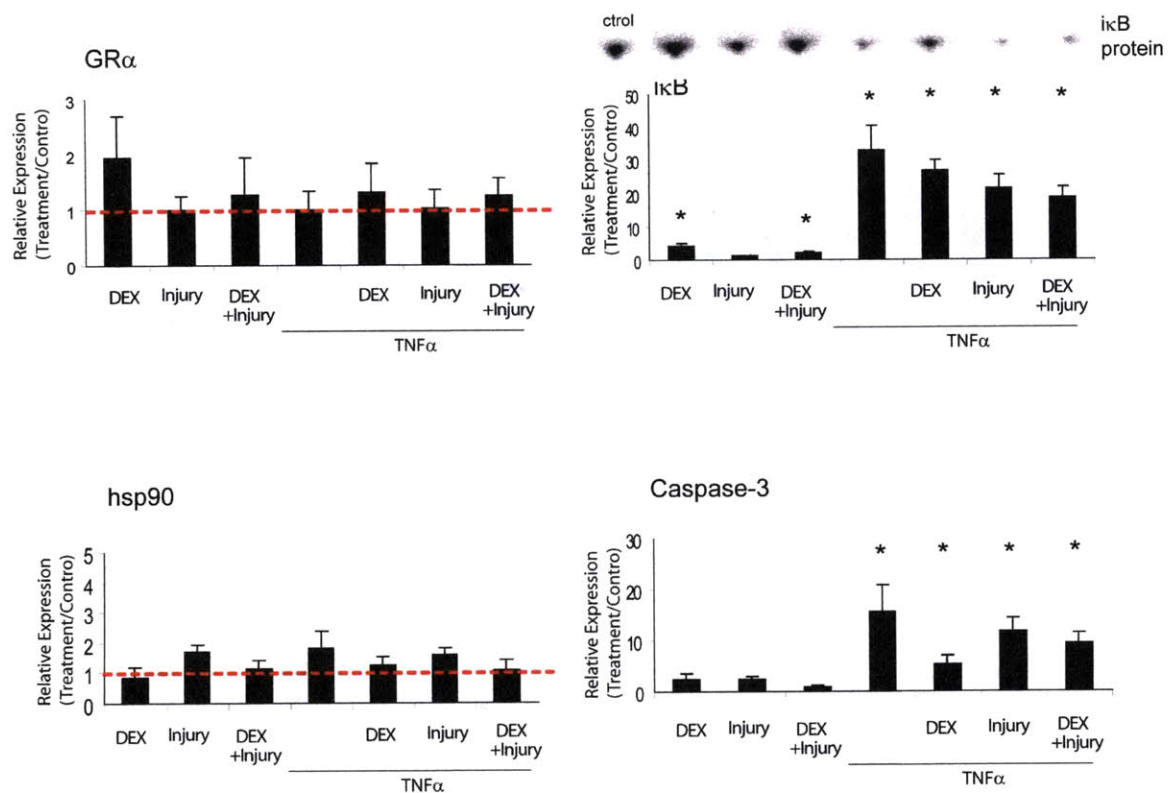 GRα
Relative Expression
(Treatment/Contro)
3
2
1
0
DEX
Injury
DEX
+Injury
DEX
Injury
DEX
+Injury
TNFα
ctrol
iκB
protein
IκB
Relative Expression
(Treatment/Contro)
50
40
30
20
10
0
*
*
*
*
*
*
DEX
Injury
DEX
+Injury
DEX
Injury
DEX
+Injury
TNFα
hsp90
Relative Expression
(Treatment/Contro)
5
4
3
2
1
0
DEX
Injury
DEX
+Injury
DEX
Injury
DEX
+Injury
TNFα
Caspase-3
Relative Expression
(Treatment/Contro)
30
20
10
0
*
*
*
*
DEX
Injury
DEX
+Injury
DEX
Injury
DEX
+Injury
TNFα